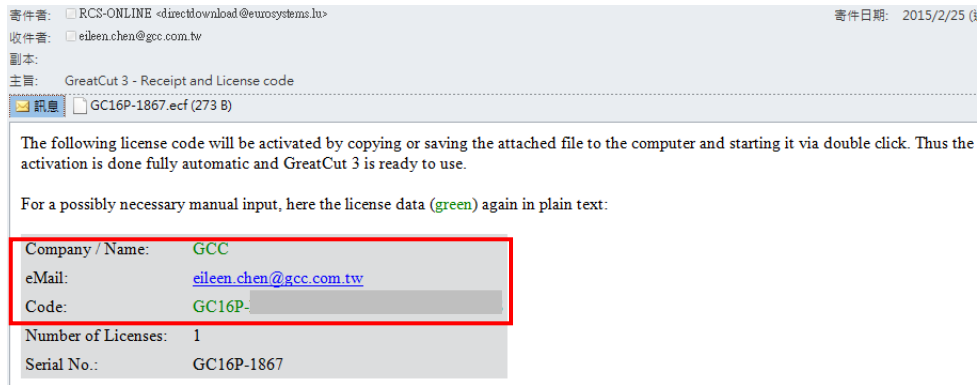 寄件者: RCS-ONLINE <directdownload@eurosystems.lu> 寄件日期: 2015/2/25
收件者: eileen.chen@gcc.com.tw
副本:
主旨: GreatCut 3 - Receipt and License code
訊息 GC16P-1867.ecf (273 B)
The following license code will be activated by copying or saving the attached file to the computer and starting it via double click. Thus the
activation is done fully automatic and GreatCut 3 is ready to use.
For a possibly necessary manual input, here the license data (green) again in plain text:
Company / Name: GCC
eMail: eileen.chen@gcc.com.tw
Code: GC16P-
Number of Licenses: 1
Serial No.: GC16P-1867